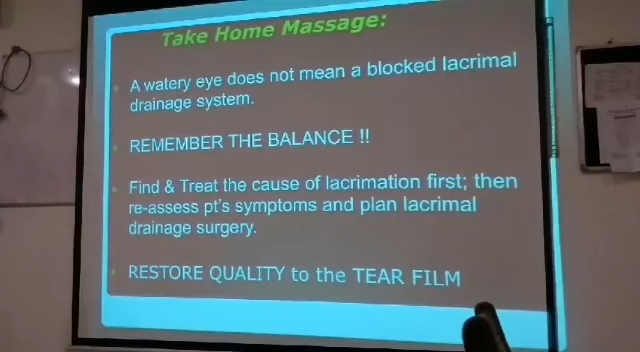 Take Home Massage:
A watery eye does not mean a blocked lacrimal
drainage system.
REMEMBER THE BALANCE !!
Find & Treat the cause of lacrimation first; then
re-assess pt's symptoms and plan lacrimal
drainage surgery.
RESTORE QUALITY to the TEAR FILM